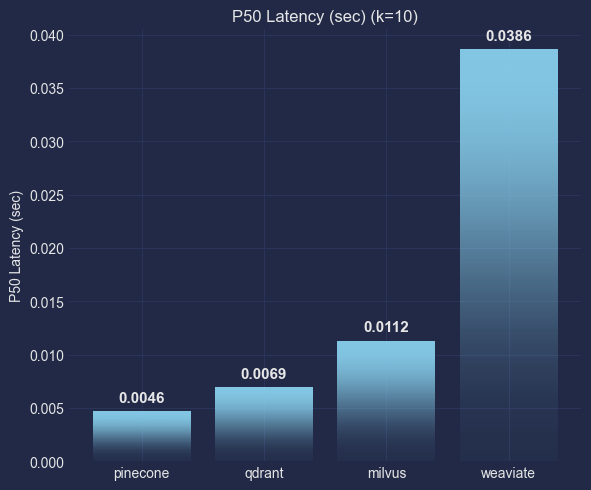 P50 Latency (sec) (k=10)
P50 Latency (sec)
0.040
0.035
0.030
0.025
0.020
0.015
0.010
0.005
0.000
0.0046
0.0069
0.0112
0.0386
pinecone
qdrant
milvus
weaviate